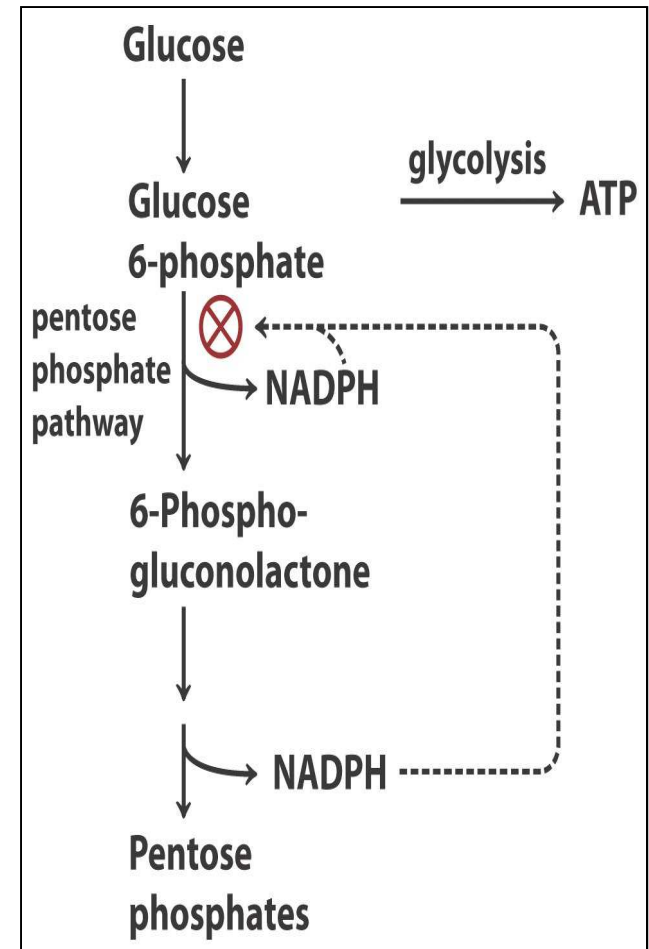 Glucose
glycolysis
Glucose
ATP
6-phosphate
pentose
phosphate
NADPH
pathway
6-Phospho-
gluconolactone
NADPH
Pentose
phosphates